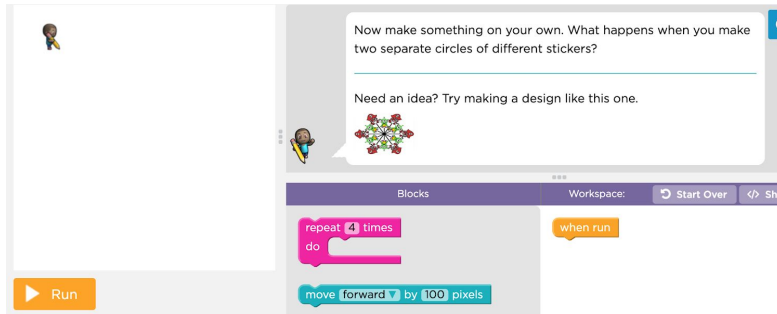 Now make something on your own. What happens when you make
two separate circles of different stickers?
Need an idea? Try making a design like this one.
Blocks
Workspace:
Start Over
repeat 4 times
do
when run
move forward by 100 pixels
Run